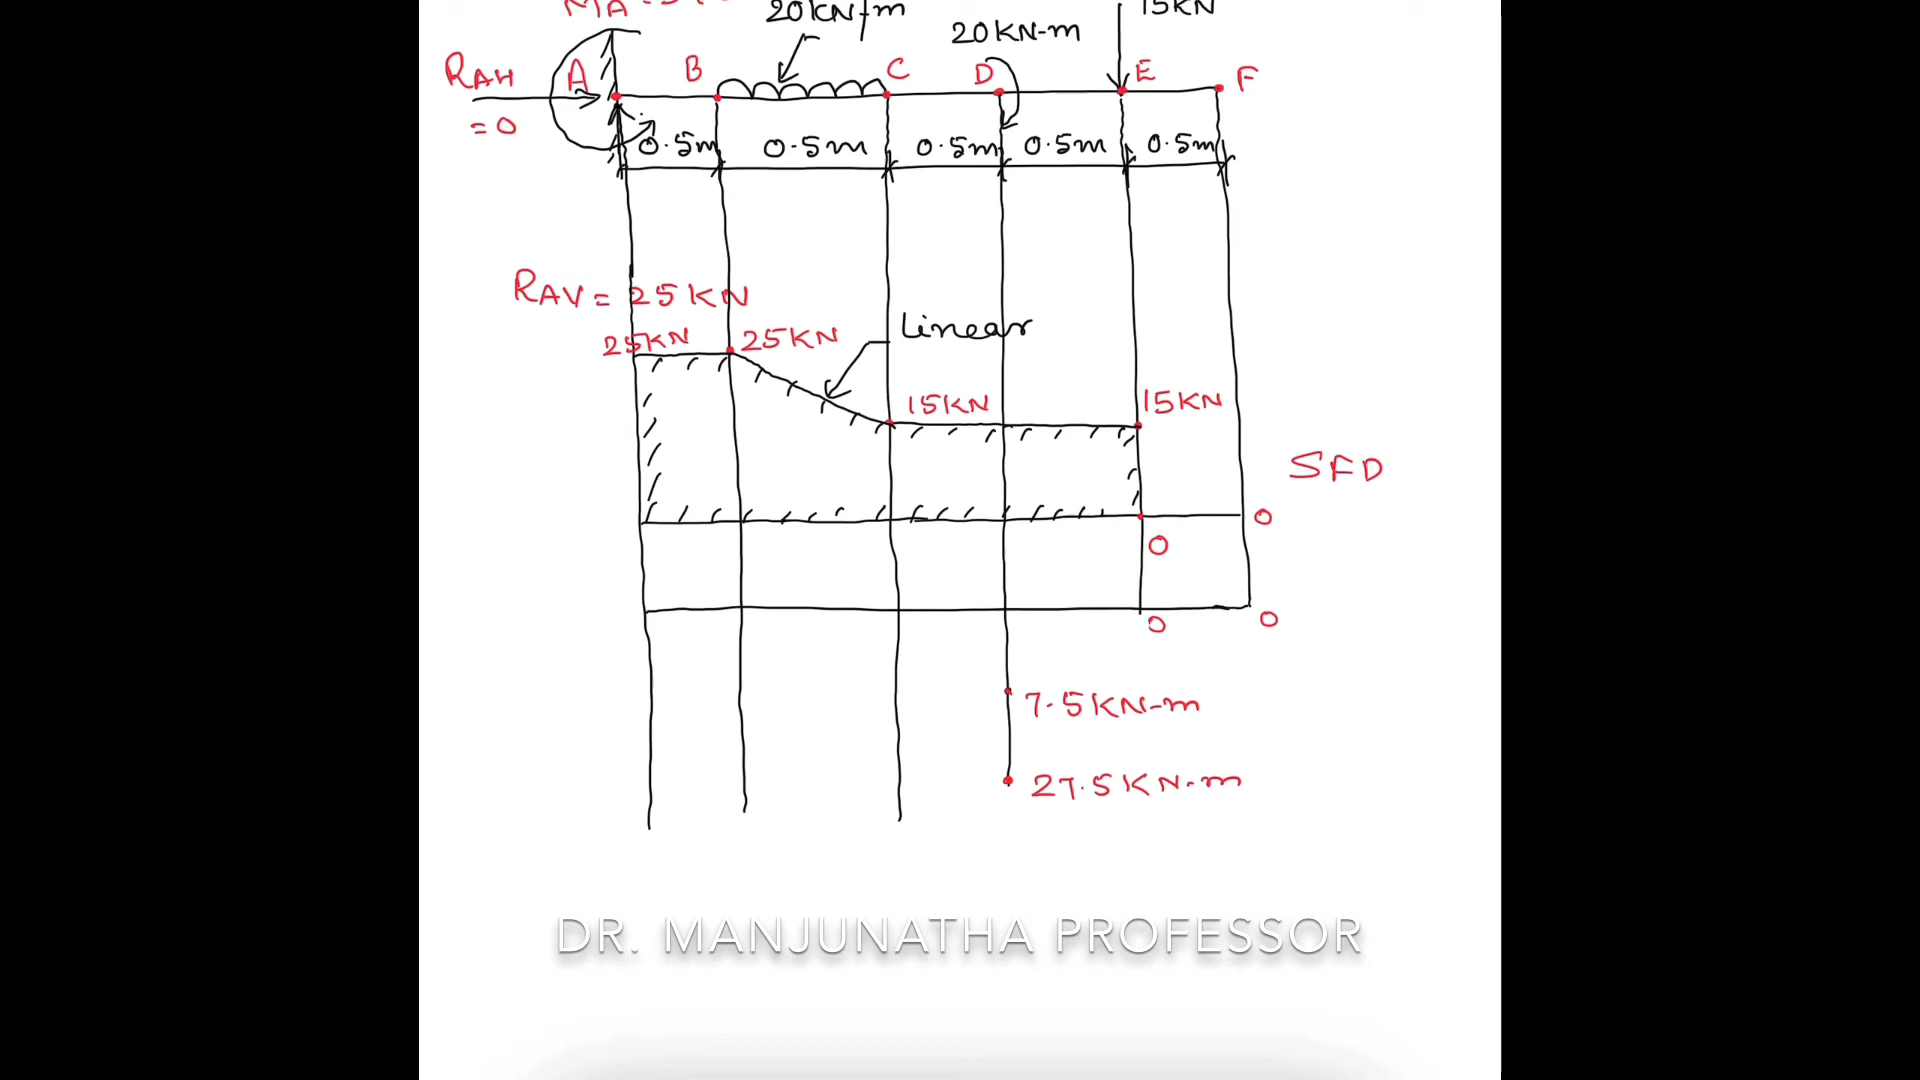 20KN/m
15KN
20KN-m
RAH
A
B
C
D
E
F
= 0
0.5m
0.5m
0.5m
0.5m
0.5m
RAV = 25KN
Linear
25KN
25KN
15KN
15KN
SFD
0
0
0
0
7.5KN-m
27.5KN-m
DR. MANJUNATHA PROFESSOR